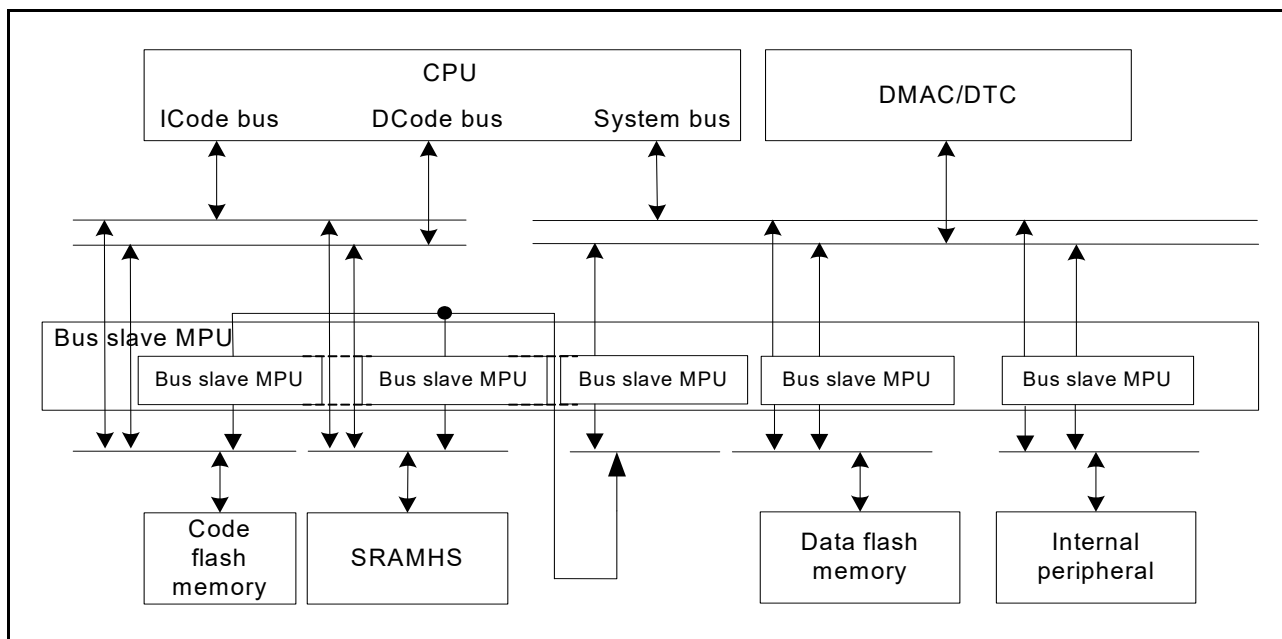 CPU
DMAC/DTC
ICode bus
DCode bus
System bus
Bus slave MPU
Bus slave MPU
Bus slave MPU
Bus slave MPU
Bus slave MPU
Bus slave MPU
Code
flash
memory
SRAMHS
Data flash
memory
Internal
peripheral